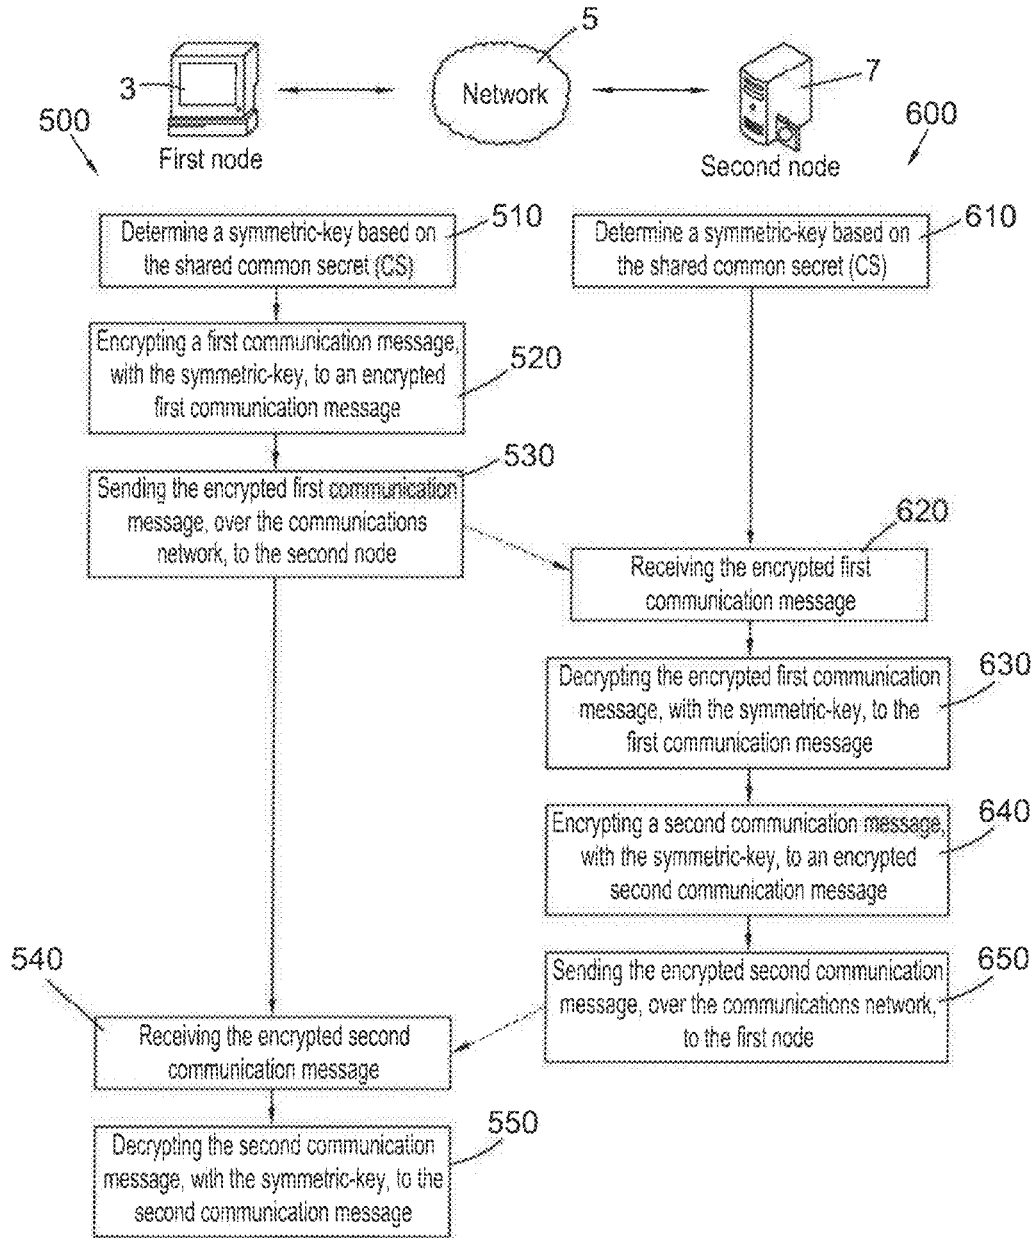 5
3
Network
7
500
600
First node
Second node
510
Determine a symmetric-key based on
the shared common secret (CS)
610
Determine a symmetric-key based on
the shared common secret (CS)
Encrypting a first communication message,
with the symmetric-key, to an encrypted
first communication message
520
530
Sending the encrypted first communication
message, over the communications
network, to the second node
620
Receiving the encrypted first
communication message
630
Decrypting the encrypted first communication
message, with the symmetric-key, to the
first communication message
640
Encrypting a second communication message,
with the symmetric-key, to an encrypted
second communication message
650
Sending the encrypted second communication
message, over the communications network,
to the first node
540
Receiving the encrypted second
communication message
550
Decrypting the second communication
message, with the symmetric-key, to the
second communication message